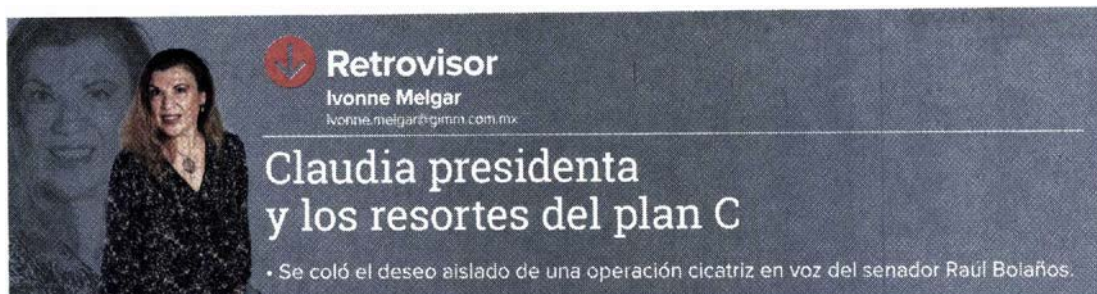 Retrovisor
Ivonne Melgar
ivonne.melgar@gimm.com.mx
Claudia presidenta
y los resortes del plan C
• Se coló el deseo aislado de una operación cicatriz en voz del senador Raúl Bolaños.